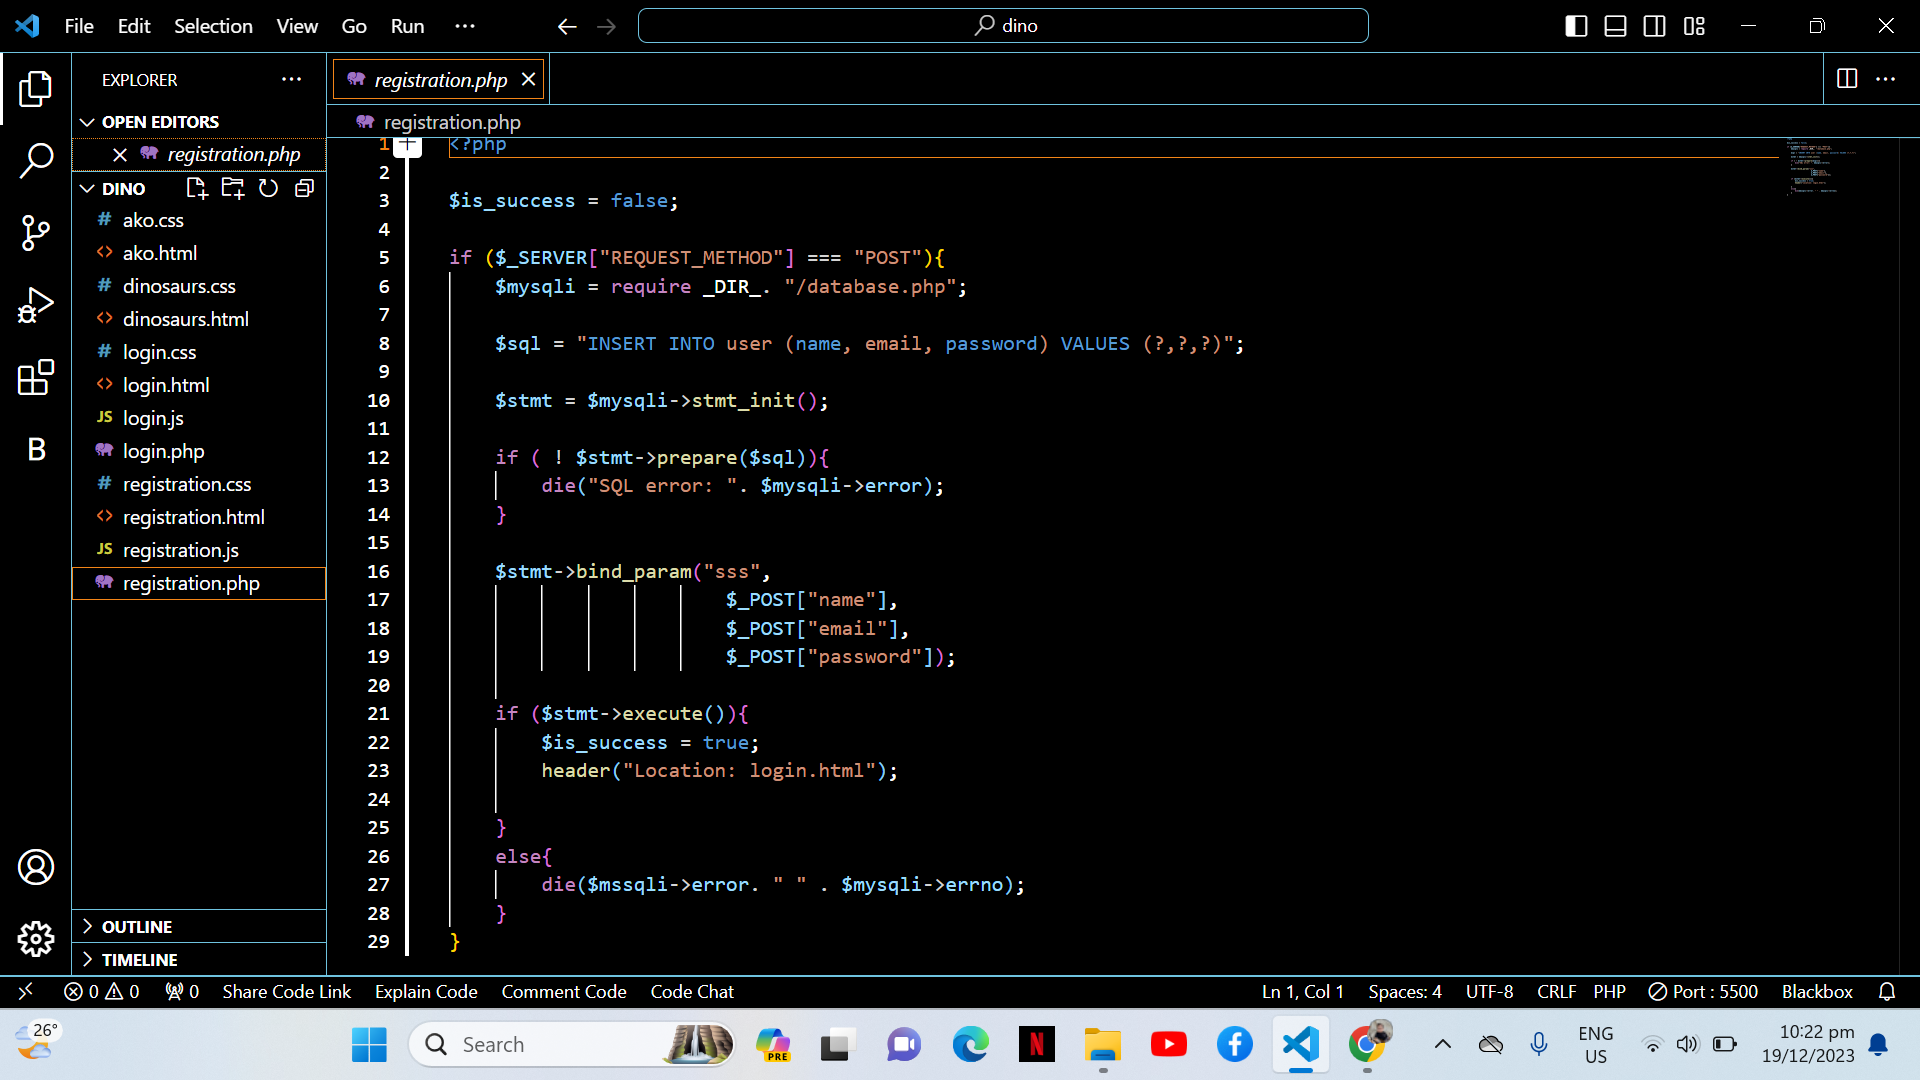 File Edit Selection View Go Run ...
dino
EXPLORER ...
registration.php
OPEN EDITORS
registration.php
registration.php
DINO
# ako.css
<> ako.html
# dinosaurs.css
<> dinosaurs.html
# login.css
<> login.html
JS login.js
login.php
# registration.css
<> registration.html
JS registration.js
registration.php
OUTLINE
TIMELINE
B
1 <?php
2
3 $is_success = false;
4
5 if ($_SERVER["REQUEST_METHOD"] === "POST"){
6 $mysqli = require _DIR_. "/database.php";
7
8 $sql = "INSERT INTO user (name, email, password) VALUES (?,?,?)";
9
10 $stmt = $mysqli->stmt_init();
11
12 if ( ! $stmt->prepare($sql)){
13 die("SQL error: ". $mysqli->error);
14 }
15
16 $stmt->bind_param("sss",
17 $_POST["name"],
18 $_POST["email"],
19 $_POST["password"]);
20
21 if ($stmt->execute()){
22 $is_success = true;
23 header("Location: login.html");
24
25 }
26 else{
27 die($mssqli->error. " " . $mysqli->errno);
28 }
29 }
0 0 0 Share Code Link Explain Code Comment Code Code Chat Ln 1, Col 1 Spaces: 4 UTF-8 CRLF PHP Port : 5500 Blackbox
26°
Search
PRE
N
ENG
US
10:22 pm
19/12/2023